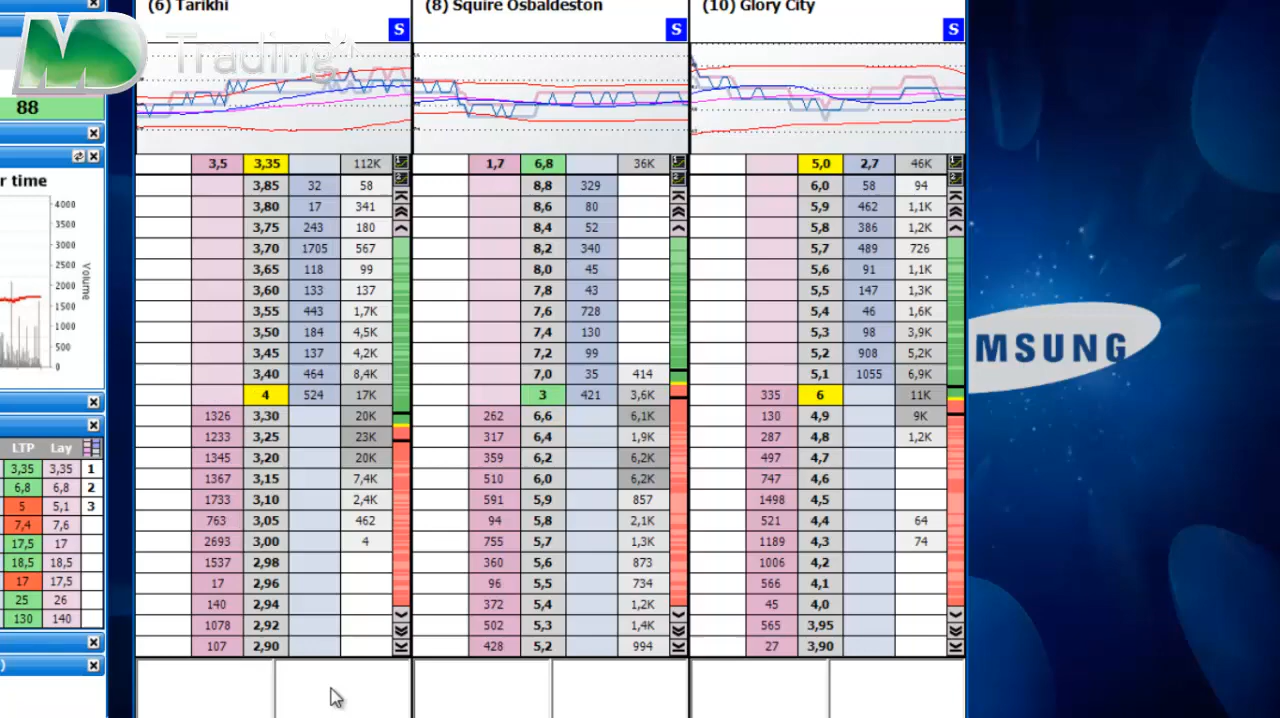 (6) Tarikhi
(8) Squire Osbaldeston
(10) Glory City
S
S
S
MD Trading
88
r time
4000
3500
3000
2500
2000
1500
1000
500
0
Volume
LTP Lay
3,35 3,35 1
6,8 6,8 2
5 5,1 3
7,4 7,6
17,5 17
18,5 18,5
17 17,5
25 26
130 140
3,5 3,35 112K
3,85 32 58
3,80 17 341
3,75 243 180
3,70 1705 567
3,65 118 99
3,60 133 137
3,55 443 1,7K
3,50 184 4,5K
3,45 137 4,2K
3,40 464 8,4K
4 524 17K
1326 3,30 20K
1233 3,25 23K
1345 3,20 20K
1367 3,15 7,4K
1733 3,10 2,4K
763 3,05 462
2693 3,00 4
1537 2,98
17 2,96
140 2,94
1078 2,92
107 2,90
1,7 6,8 36K
8,8 329
8,6 80
8,4 52
8,2 340
8,0 45
7,8 43
7,6 728
7,4 130
7,2 99
7,0 35 414
3 421 3,6K
262 6,6 6,1K
317 6,4 1,9K
359 6,2 6,2K
510 6,0 6,2K
591 5,9 857
94 5,8 2,1K
755 5,7 1,3K
360 5,6 873
96 5,5 734
372 5,4 1,2K
502 5,3 1,4K
428 5,2 994
5,0 2,7 46K
6,0 58 94
5,9 462 1,1K
5,8 386 1,2K
5,7 489 726
5,6 91 1,1K
5,5 147 1,3K
5,4 46 1,6K
5,3 98 3,9K
5,2 908 5,2K
5,1 1055 6,9K
335 6 11K
130 4,9 9K
287 4,8 1,2K
497 4,7
747 4,6
1498 4,5
521 4,4 64
1189 4,3 74
1006 4,2
566 4,1
45 4,0
565 3,95
27 3,90
MSUNG